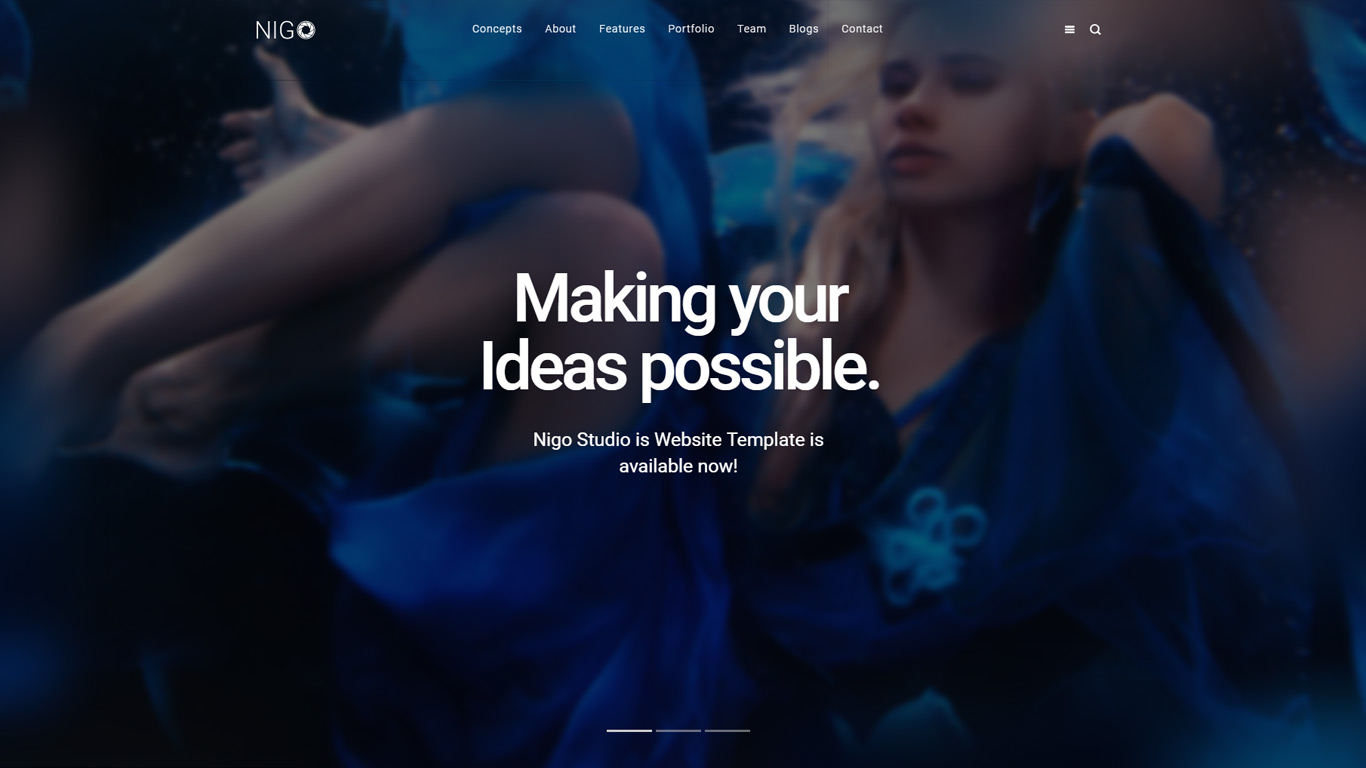 NIGO
Concepts About Features Portfolio Team Blogs Contact
Making your
Ideas possible.
Nigo Studio is Website Template is
available now!